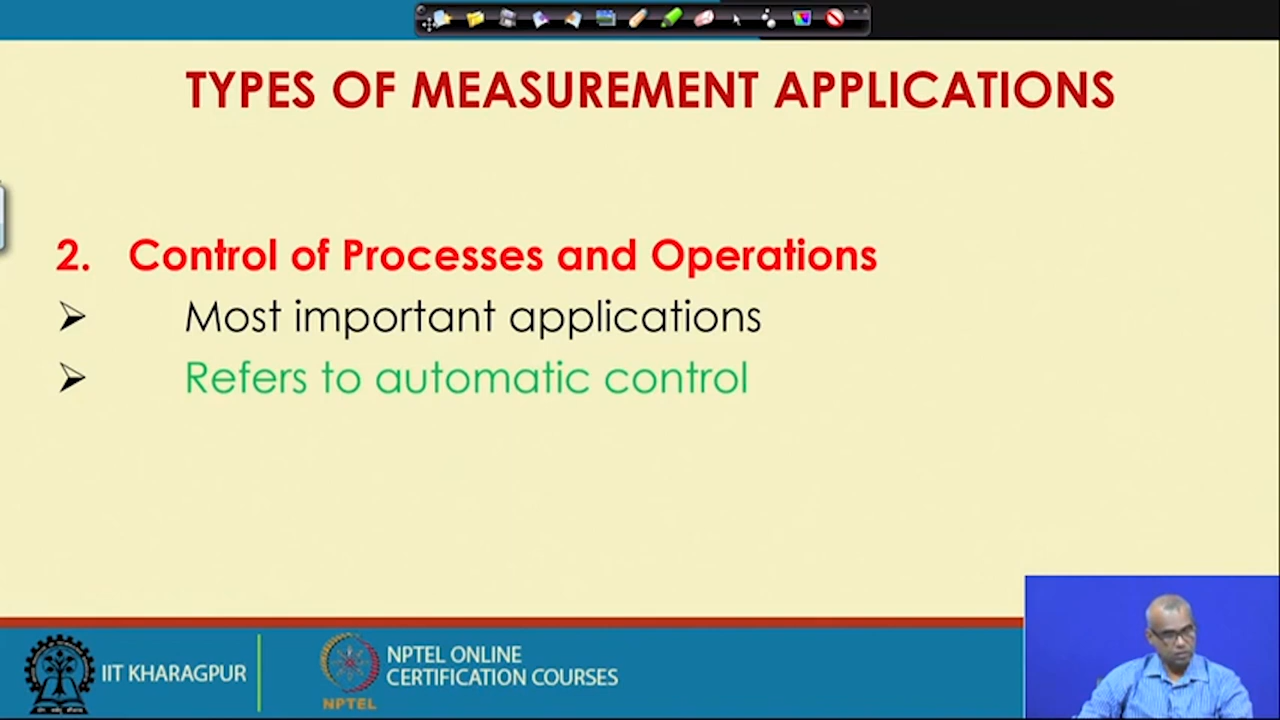 TYPES OF MEASUREMENT APPLICATIONS
2. Control of Processes and Operations
➢ Most important applications
➢ Refers to automatic control
IIT KHARAGPUR
NPTEL ONLINE
CERTIFICATION COURSES
NPTEL